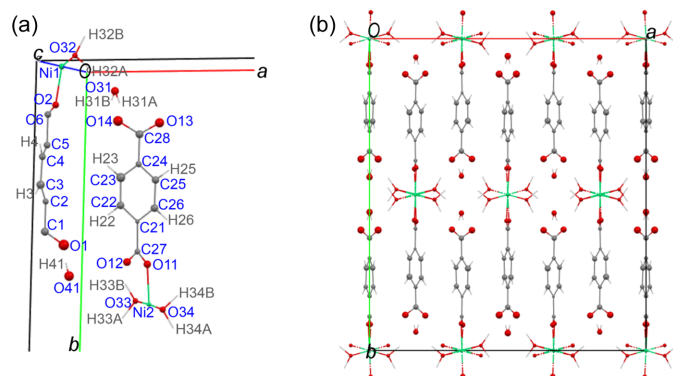 (a)
H32B
O32
c
Ni1
O
H32A
a
O31
O2
H31B H31A
C6
O14
O13
C28
C5
H4
C4
H23
C24
H25
C23
C25
C3
H3
C2
C22
C26
H22
H26
C1
C21
O1
C27
H41
O12
O11
O41
H33B
H34B
O33
O34
Ni2
H33A
H34A
b
(b)
O
a
b